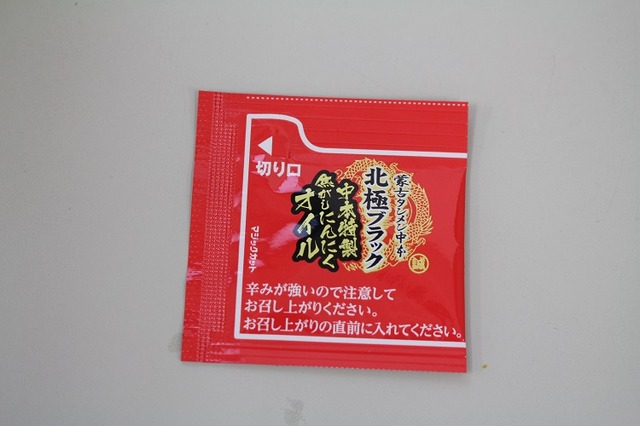 切り口
蒙古タンメン中本
北極ブラック
中本特製
焦がしにんにく
オイル
誠
マジックカット
辛みが強いので注意して
お召し上がりください。
お召し上がりの直前に入れてください。